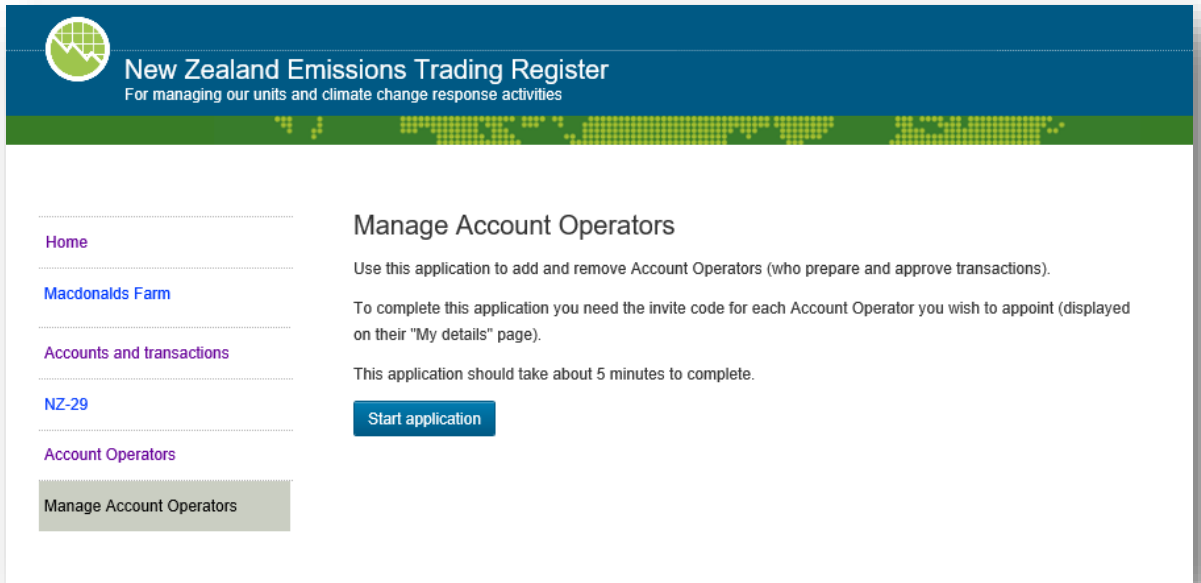 New Zealand Emissions Trading Register
For managing our units and climate change response activities
Home
Macdonalds Farm
Accounts and transactions
NZ-29
Account Operators
Manage Account Operators
Manage Account Operators
Use this application to add and remove Account Operators (who prepare and approve transactions).
To complete this application you need the invite code for each Account Operator you wish to appoint (displayed
on their "My details" page).
This application should take about 5 minutes to complete.
Start application